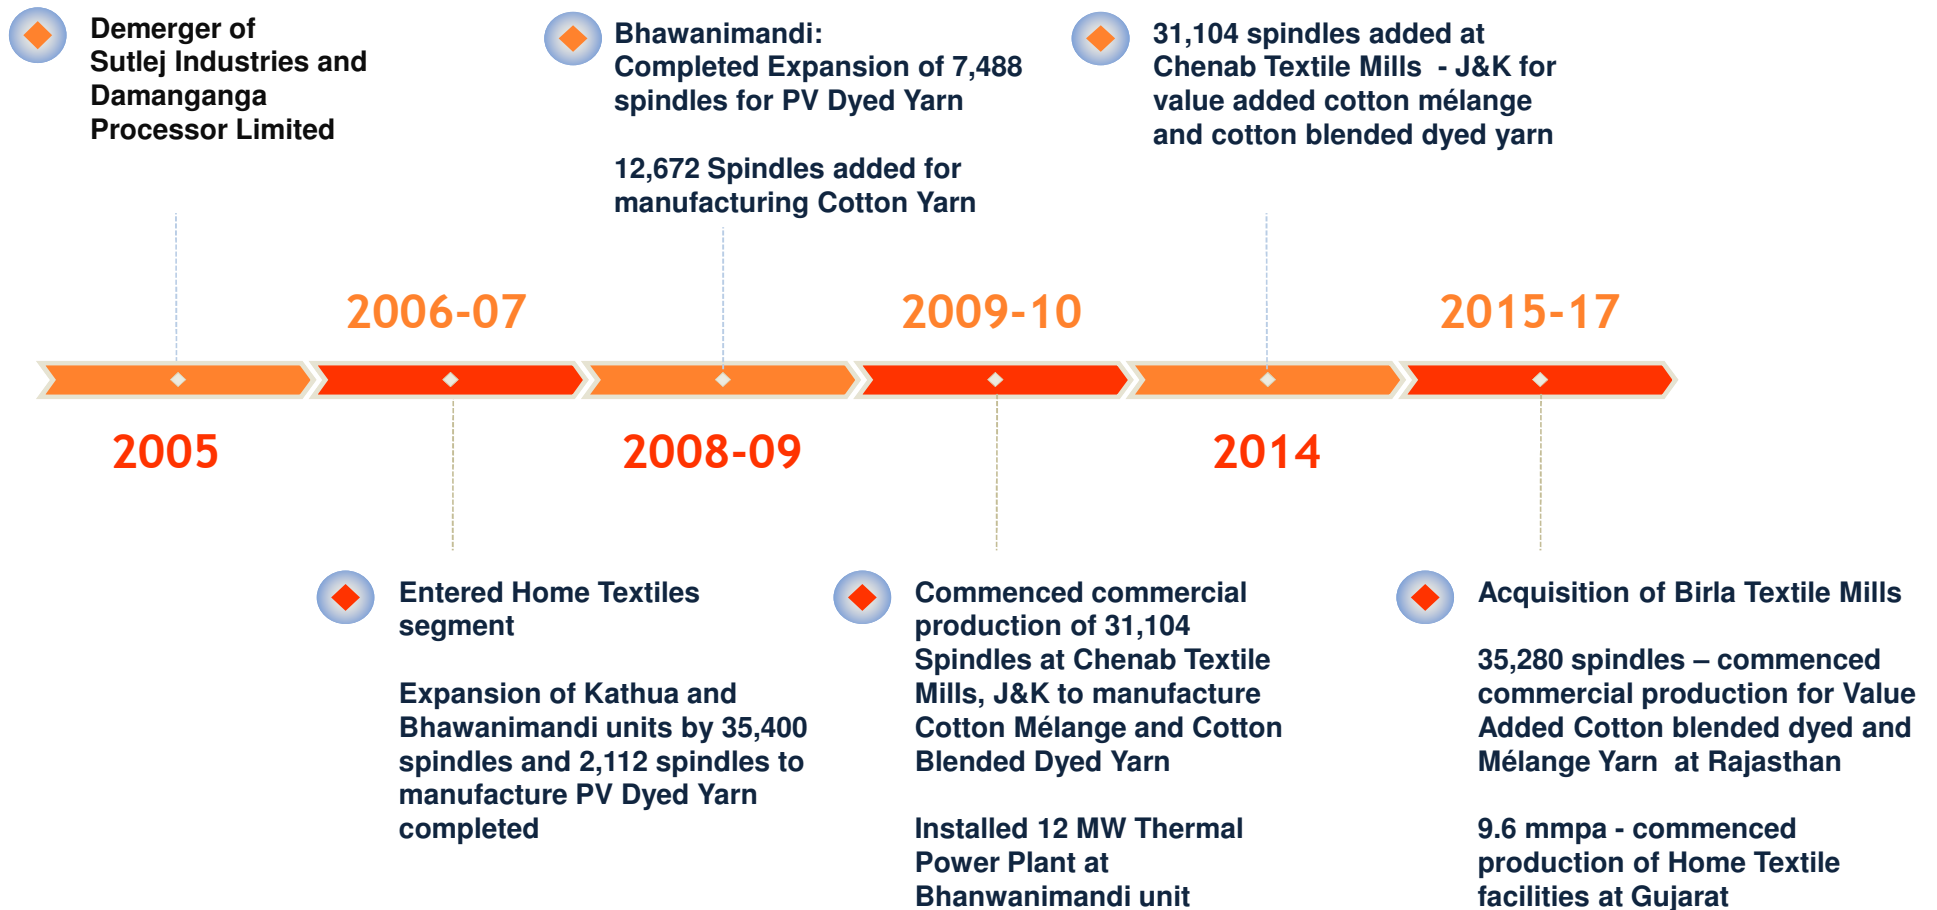 Demerger of
Sutlej Industries and
Damanganga
Processor Limited
Bhawanimandi:
Completed Expansion of 7,488
spindles for PV Dyed Yarn
12,672 Spindles added for
manufacturing Cotton Yarn
31,104 spindles added at
Chenab Textile Mills - J&K for
value added cotton mélange
and cotton blended dyed yarn
2006-07
2009-10
2015-17
2005
2008-09
2014
Entered Home Textiles
segment
Expansion of Kathua and
Bhawanimandi units by 35,400
spindles and 2,112 spindles to
manufacture PV Dyed Yarn
completed
Commenced commercial
production of 31,104
Spindles at Chenab Textile
Mills, J&K to manufacture
Cotton Mélange and Cotton
Blended Dyed Yarn
Installed 12 MW Thermal
Power Plant at
Bhanwanimandi unit
Acquisition of Birla Textile Mills
35,280 spindles – commenced
commercial production for Value
Added Cotton blended dyed and
Mélange Yarn at Rajasthan
9.6 mmpa - commenced
production of Home Textile
facilities at Gujarat